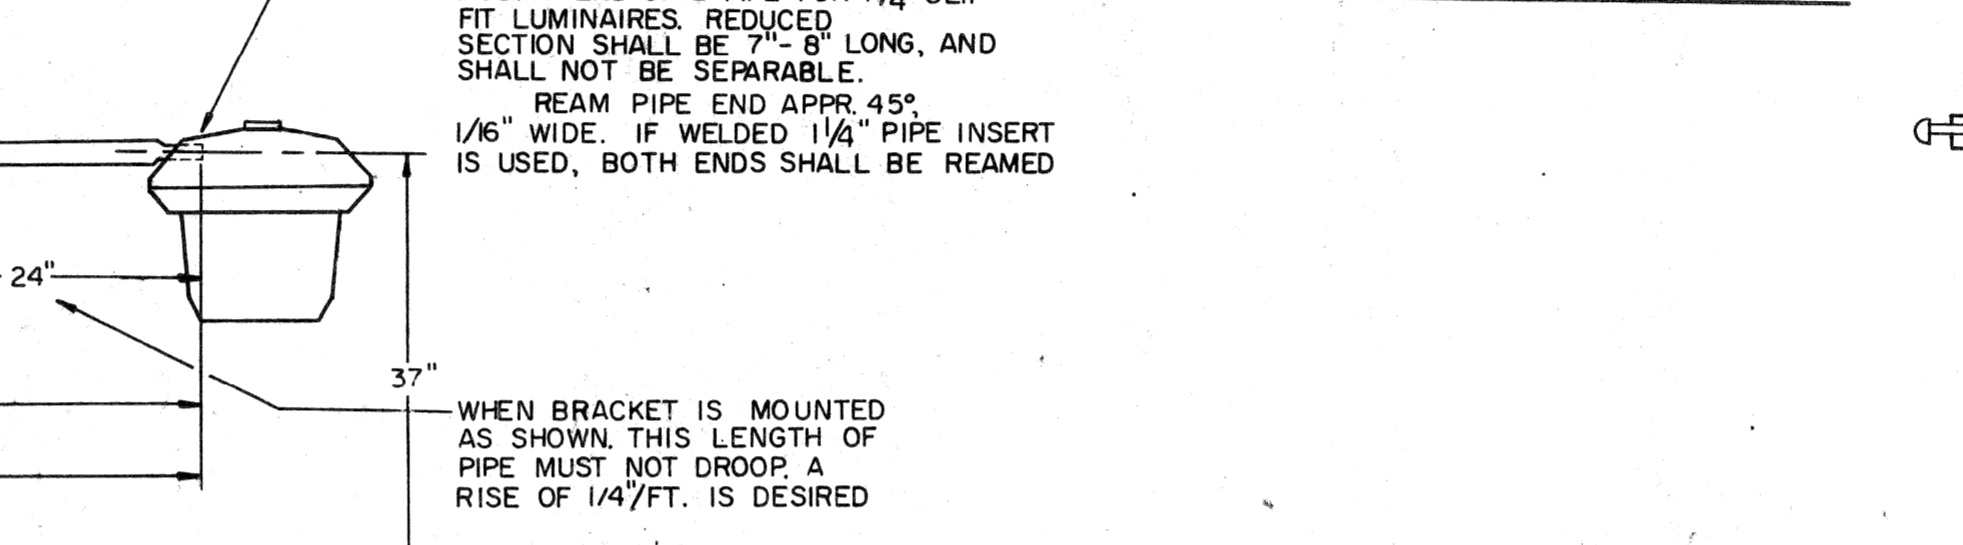 FIT LUMINAIRES. REDUCED
SECTION SHALL BE 7"- 8" LONG, AND
SHALL NOT BE SEPARABLE.
REAM PIPE END APPR. 45°,
1/16" WIDE. IF WELDED 1 1/4" PIPE INSERT
IS USED, BOTH ENDS SHALL BE REAMED
24"
37"
WHEN BRACKET IS MOUNTED
AS SHOWN. THIS LENGTH OF
PIPE MUST NOT DROOP. A
RISE OF 1/4"/FT. IS DESIRED